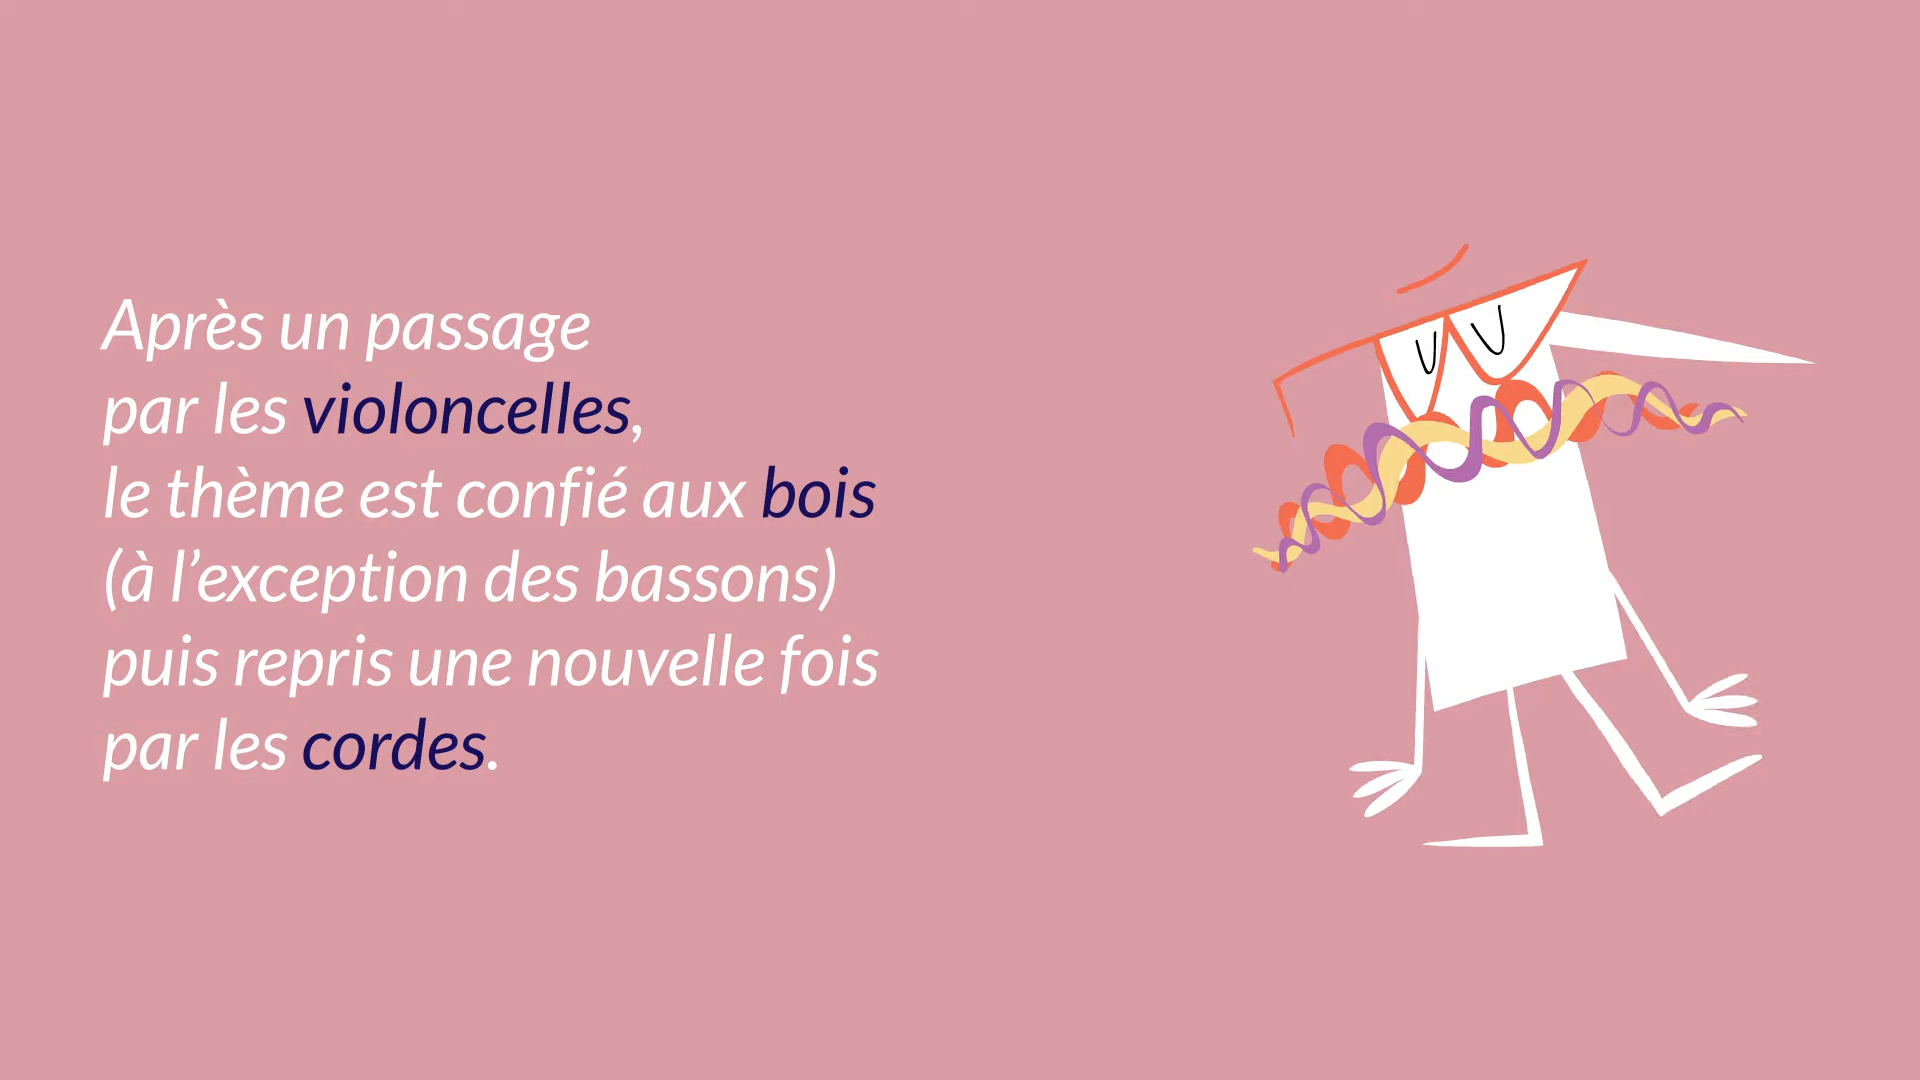 Après un passage
par les violoncelles,
le thème est confié aux bois
(à l’exception des bassons)
puis repris une nouvelle fois
par les cordes.